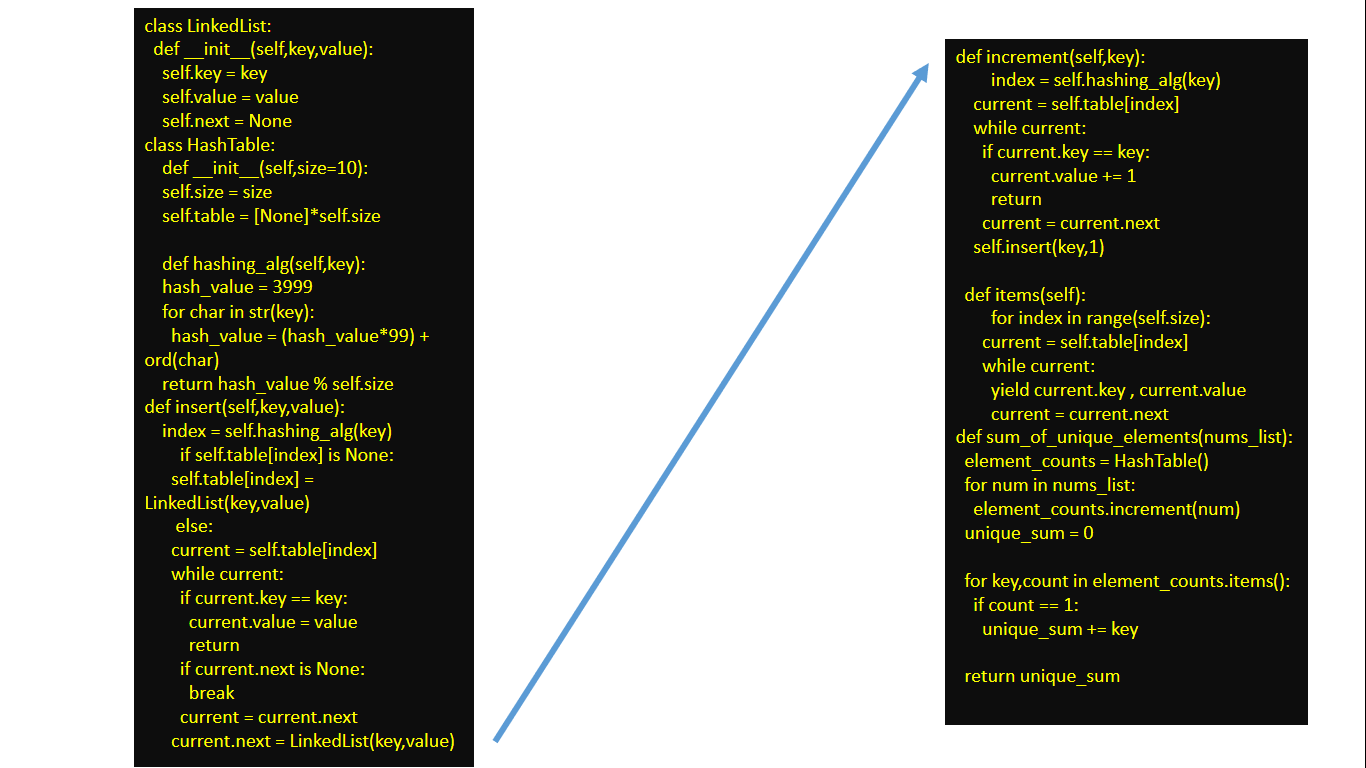 class LinkedList:
  def __init__(self,key,value):
    self.key = key
    self.value = value
    self.next = None
class HashTable:
    def __init__(self,size=10):
    self.size = size
    self.table = [None]*self.size

    def hashing_alg(self,key):
    hash_value = 3999
    for char in str(key):
      hash_value = (hash_value*99) +
ord(char)
    return hash_value % self.size
def insert(self,key,value):
    index = self.hashing_alg(key)
        if self.table[index] is None:
      self.table[index] =
LinkedList(key,value)
       else:
      current = self.table[index]
      while current:
        if current.key == key:
          current.value = value
          return
        if current.next is None:
          break
        current = current.next
      current.next = LinkedList(key,value)
def increment(self,key):
        index = self.hashing_alg(key)
    current = self.table[index]
    while current:
      if current.key == key:
        current.value += 1
        return
      current = current.next
    self.insert(key,1)

  def items(self):
        for index in range(self.size):
      current = self.table[index]
      while current:
        yield current.key , current.value
        current = current.next
def sum_of_unique_elements(nums_list):
  element_counts = HashTable()
  for num in nums_list:
    element_counts.increment(num)
  unique_sum = 0

  for key,count in element_counts.items():
    if count == 1:
      unique_sum += key

  return unique_sum